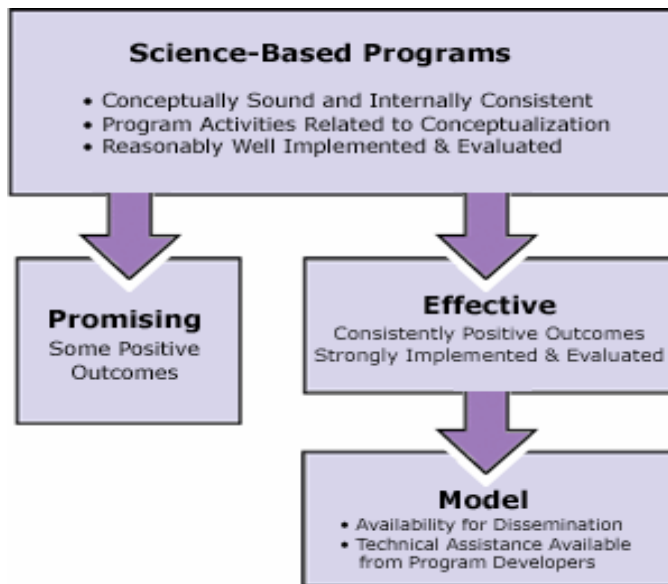 Science-Based Programs
• Conceptually Sound and Internally Consistent
• Program Activities Related to Conceptualization
• Reasonably Well Implemented & Evaluated
Promising
Some Positive
Outcomes
Effective
Consistently Positive Outcomes
Strongly Implemented & Evaluated
Model
• Availability for Dissemination
• Technical Assistance Available
from Program Developers